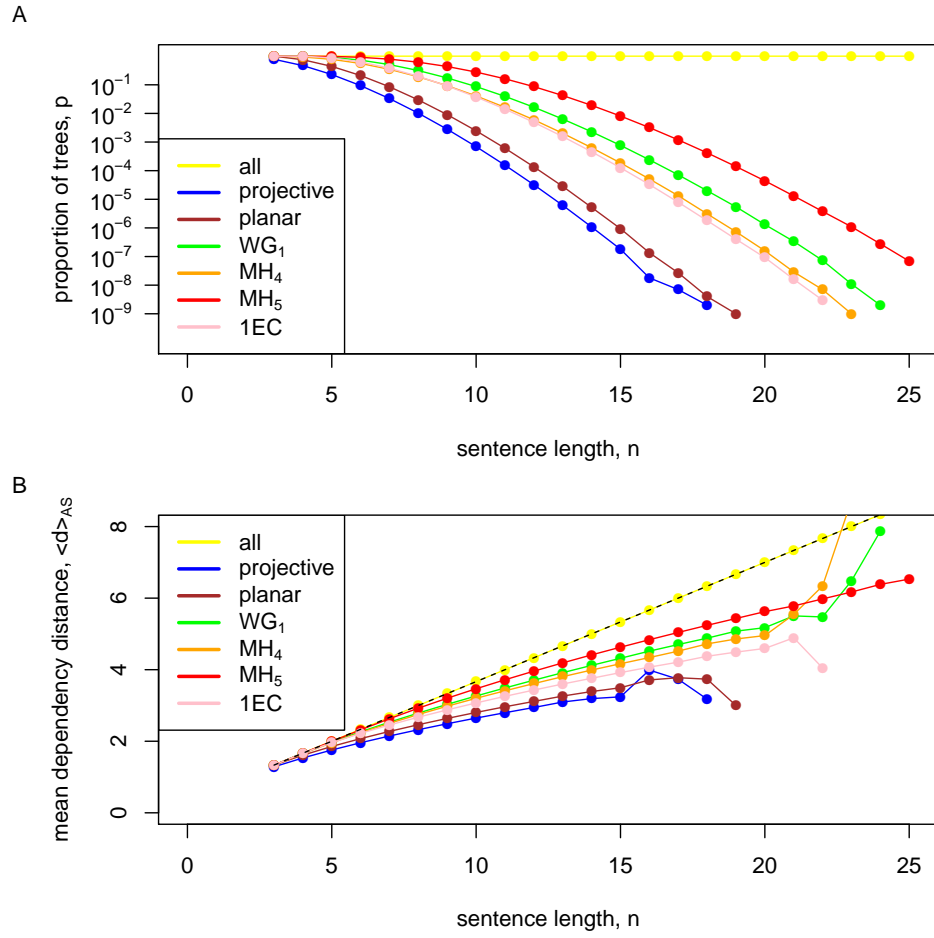 A
proportion of trees, p
10⁻¹
10⁻²
10⁻³
10⁻⁴
10⁻⁵
10⁻⁶
10⁻⁷
10⁻⁸
10⁻⁹
all
projective
planar
WG₁
MH₄
MH₅
1EC
0 5 10 15 20 25
sentence length, n
B
mean dependency distance, <d>AS
8
6
4
2
0
all
projective
planar
WG₁
MH₄
MH₅
1EC
0 5 10 15 20 25
sentence length, n